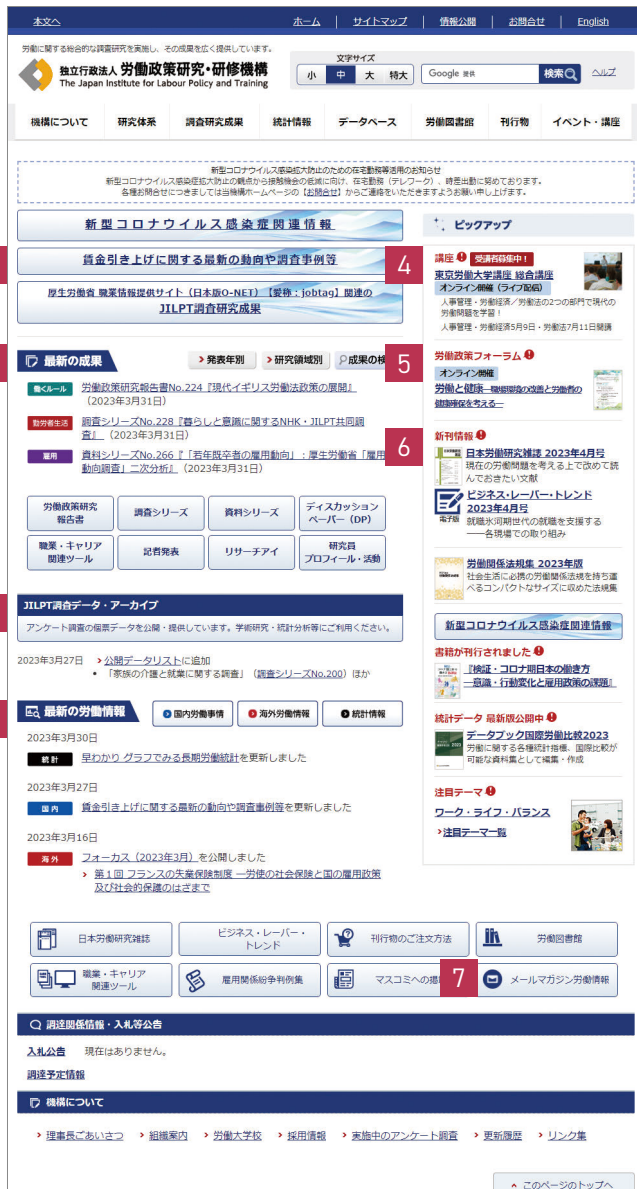 本文へ
ホーム | サイトマップ | 情報公開 | お問合せ | English
労働に関する総合的な調査研究を実施し、その成果を広く提供しています。
独立行政法人 労働政策研究・研修機構
The Japan Institute for Labour Policy and Training
文字サイズ
小 中 大 特大
Google 提供
検索
ヘルプ
機構について 研究体系 調査研究成果 統計情報 データベース 労働図書館 刊行物 イベント・講座
新型コロナウイルス感染拡大防止のための在宅勤務等活用のお知らせ
新型コロナウイルス感染症拡大防止の観点から接触機会の低減に向け、在宅勤務（テレワーク）、時差出勤に努めております。
各種お問合せにつきましては当機構ホームページの【お問合せ】からご連絡をいただきますようお願い申し上げます。
新型コロナウイルス感染症関連情報
賃金引き上げに関する最新の動向や調査事例等
厚生労働省 職業情報提供サイト（日本版O-NET）【愛称：jobtag】関連の
JILPT調査研究成果
最新の成果
発表年別
研究領域別
成果の検
働くルール
労働政策研究報告書No.224『現代イギリス労働法政策の展開』
（2023年3月31日）
勤労者生活
調査シリーズNo.228『暮らしと意識に関するNHK・JILPT共同調
査』（2023年3月31日）
雇用
資料シリーズNo.266『「若年既卒者の雇用動向」：厚生労働省「雇用
動向調査」二次分析』（2023年3月31日）
労働政策研究
報告書
調査シリーズ
資料シリーズ
ディスカッション
ペーパー（DP）
職業・キャリア
関連ツール
記者発表
リサーチアイ
研究員
プロフィール・活動
JILPT調査データ・アーカイブ
アンケート調査の個票データを公開・提供しています。学術研究・統計分析等にご利用ください。
2023年3月27日
公開データリストに追加
• 「家族の介護と就業に関する調査」（調査シリーズNo.200）ほか
最新の労働情報
国内労働事情
海外労働情報
統計情報
2023年3月30日
統計
早わかり グラフでみる長期労働統計を更新しました
2023年3月27日
国内
賃金引き上げに関する最新の動向や調査事例等を更新しました
2023年3月16日
海外
フォーカス（2023年3月）を公開しました
第1回 フランスの失業保険制度 ―労使の社会保険と国の雇用政策
及び社会的保護のはざまで
4
5
6
ピックアップ
講座
受講者募集中！
東京労働大学講座 総合講座
オンライン開催（ライブ配信）
人事管理・労働経済／労働法の2つの部門で現代の
労働問題を学習！
人事管理・労働経済5月9日・労働法7月11日開講
労働政策フォーラム
オンライン開催
労働と健康―職場環境の改善と労働者の
健康確保を考える―
新刊情報
日本労働研究雑誌 2023年4月号
現在の労働問題を考える上で改めて読
んでおきたい文献
ビジネス・レーバー・トレンド
2023年4月号
電子版
就職氷河期世代の就職を支援する
――各現場での取り組み
労働関係法規集 2023年版
社会生活に必携の労働関係法規を持ち運
べるコンパクトなサイズに収めた法規集
新型コロナウイルス感染症関連情報
書籍が刊行されました
『検証・コロナ期日本の働き方
―意識・行動変化と雇用政策の課題』
統計データ 最新版公開中
データブック国際労働比較2023
労働に関する各種統計指標、国際比較が
可能な資料集として編集・作成
注目テーマ
ワーク・ライフ・バランス
注目テーマ一覧
日本労働研究雑誌
ビジネス・レーバー・
トレンド
刊行物のご注文方法
労働図書館
職業・キャリア
関連ツール
雇用関係紛争判例集
マスコミへの掲
7
メールマガジン労働情報
調達関係情報・入札等公告
入札公告 現在はありません。
調達予定情報
機構について
理事長ごあいさつ
組織案内
労働大学校
採用情報
実施中のアンケート調査
更新履歴
リンク集
このページのトップへ